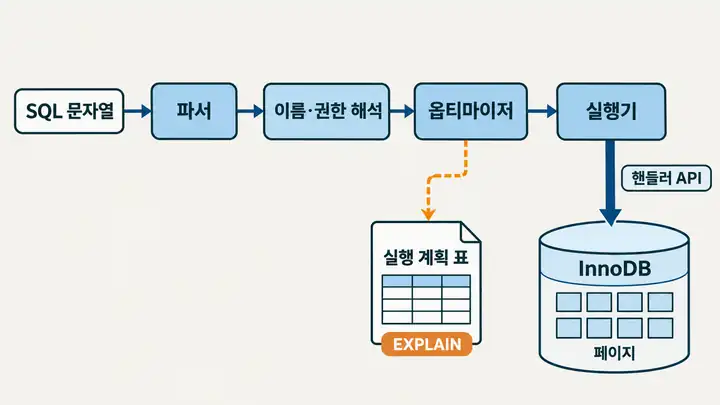 SQL 문자열
파서
이름·권한 해석
옵티마이저
실행기
핸들러 API
실행 계획 표
EXPLAIN
InnoDB
페이지